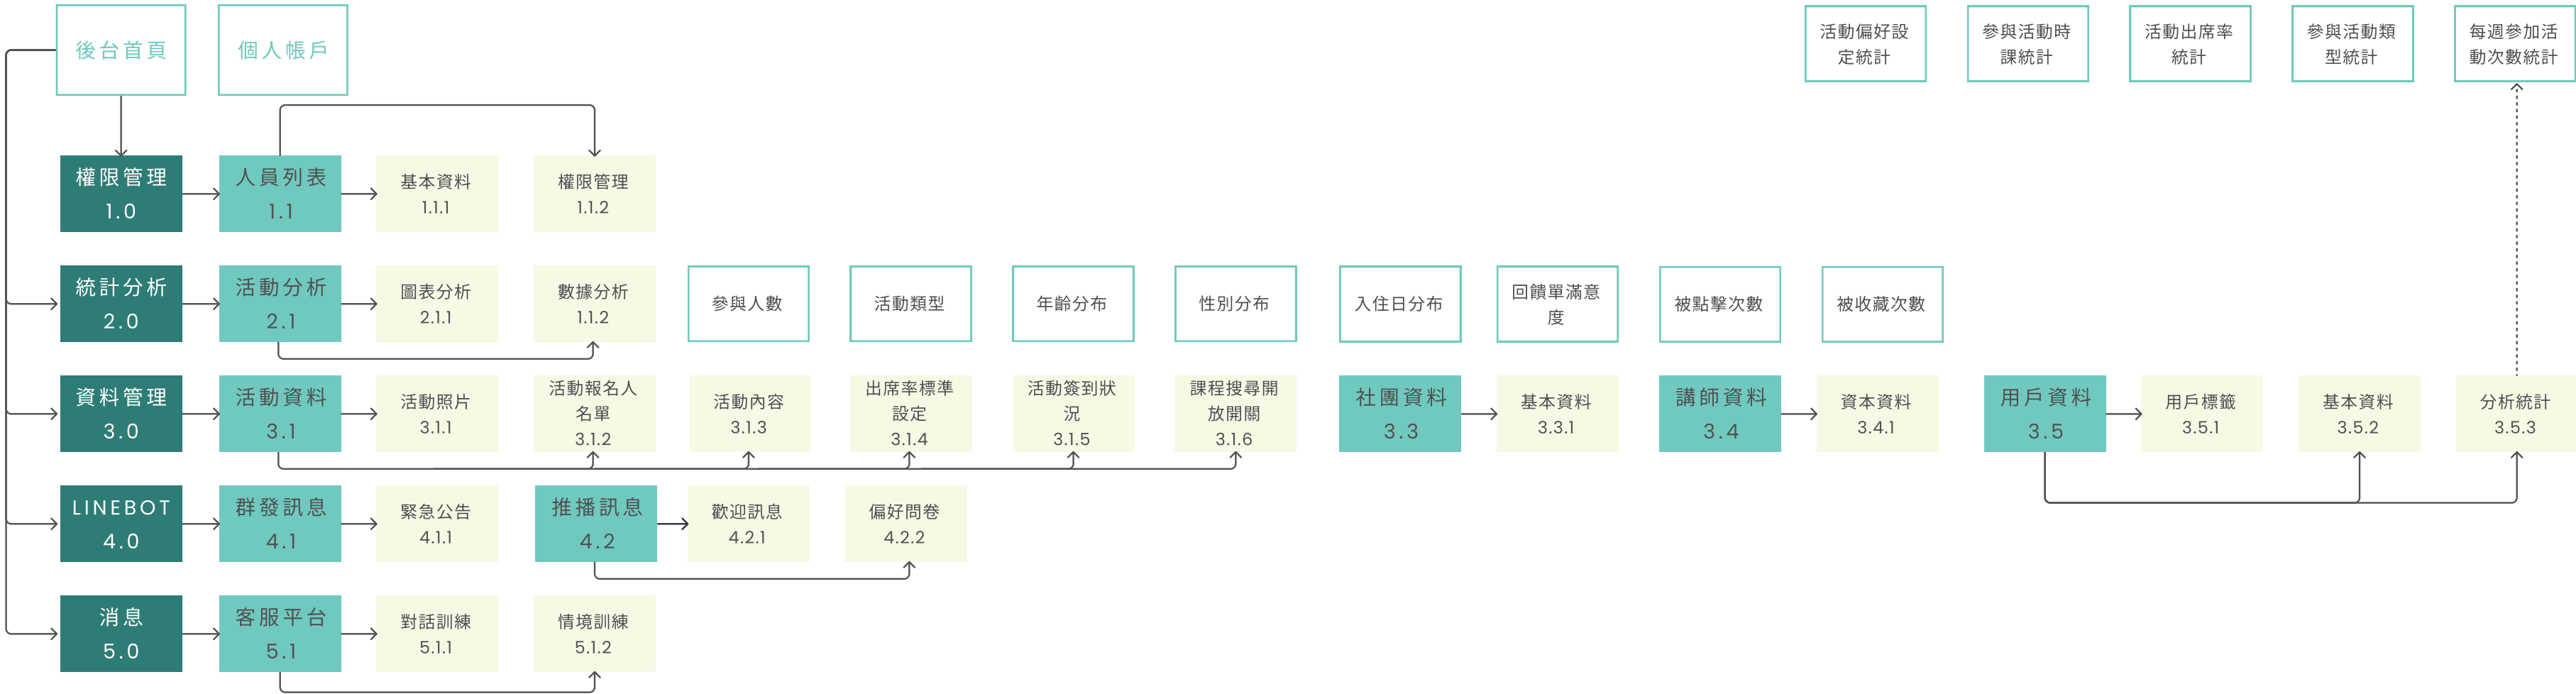 後台首頁
個人帳戶
活動偏好設
定統計
參與活動時
課統計
活動出席率
統計
參與活動類
型統計
每週參加活
動次數統計
權限管理
1.0
人員列表
1.1
基本資料
1.1.1
權限管理
1.1.2
統計分析
2.0
活動分析
2.1
圖表分析
2.1.1
數據分析
1.1.2
參與人數
活動類型
年齡分布
性別分布
入住日分布
回饋單滿意
度
被點擊次數
被收藏次數
資料管理
3.0
活動資料
3.1
活動照片
3.1.1
活動報名人
名單
3.1.2
活動內容
3.1.3
出席率標準
設定
3.1.4
活動簽到狀
況
3.1.5
課程搜尋開
放開關
3.1.6
社團資料
3.3
基本資料
3.3.1
講師資料
3.4
資本資料
3.4.1
用戶資料
3.5
用戶標籤
3.5.1
基本資料
3.5.2
分析統計
3.5.3
LINEBOT
4.0
群發訊息
4.1
緊急公告
4.1.1
推播訊息
4.2
歡迎訊息
4.2.1
偏好問卷
4.2.2
消息
5.0
客服平台
5.1
對話訓練
5.1.1
情境訓練
5.1.2